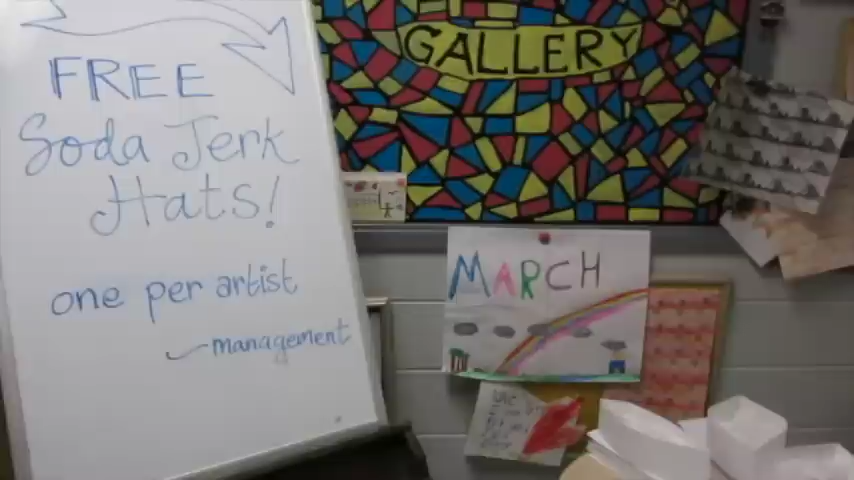 FREE
Soda Jerk
Hats!
one per artist
~management
GALLERY
MARCH